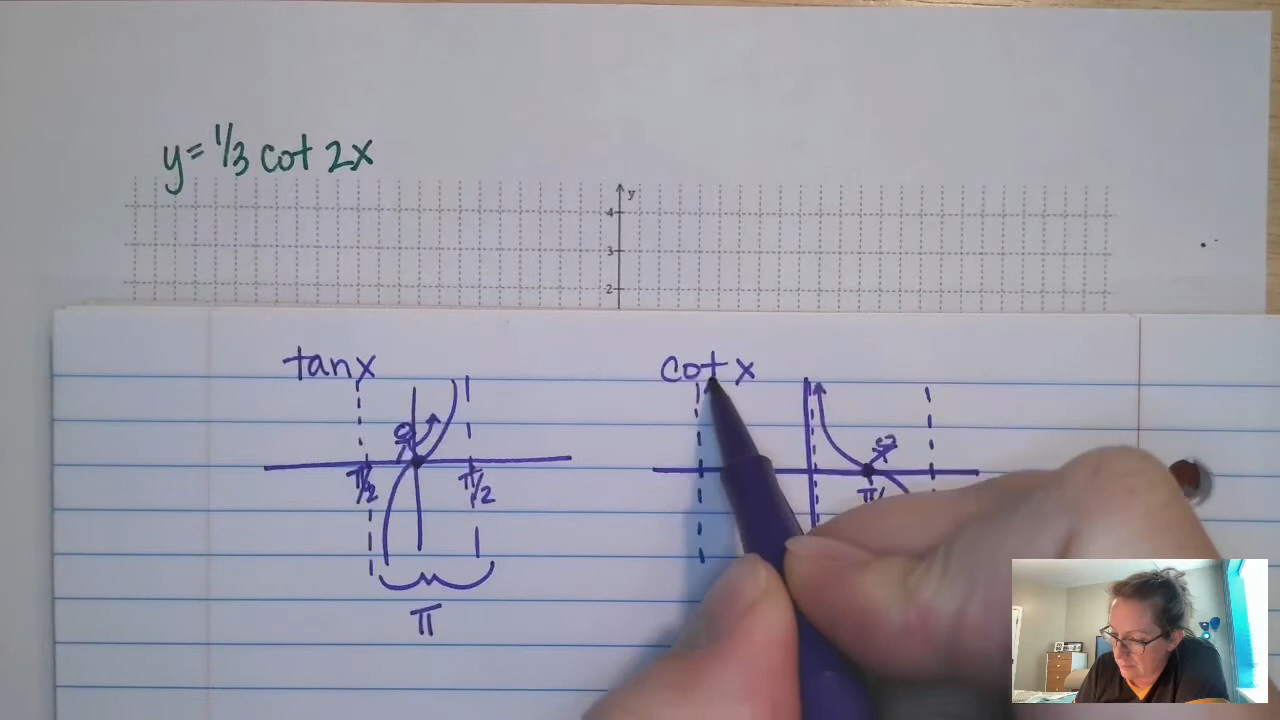 y = 1/3 cot 2x
y
4
3
2
tan x
cot x
π/2
π/2
π